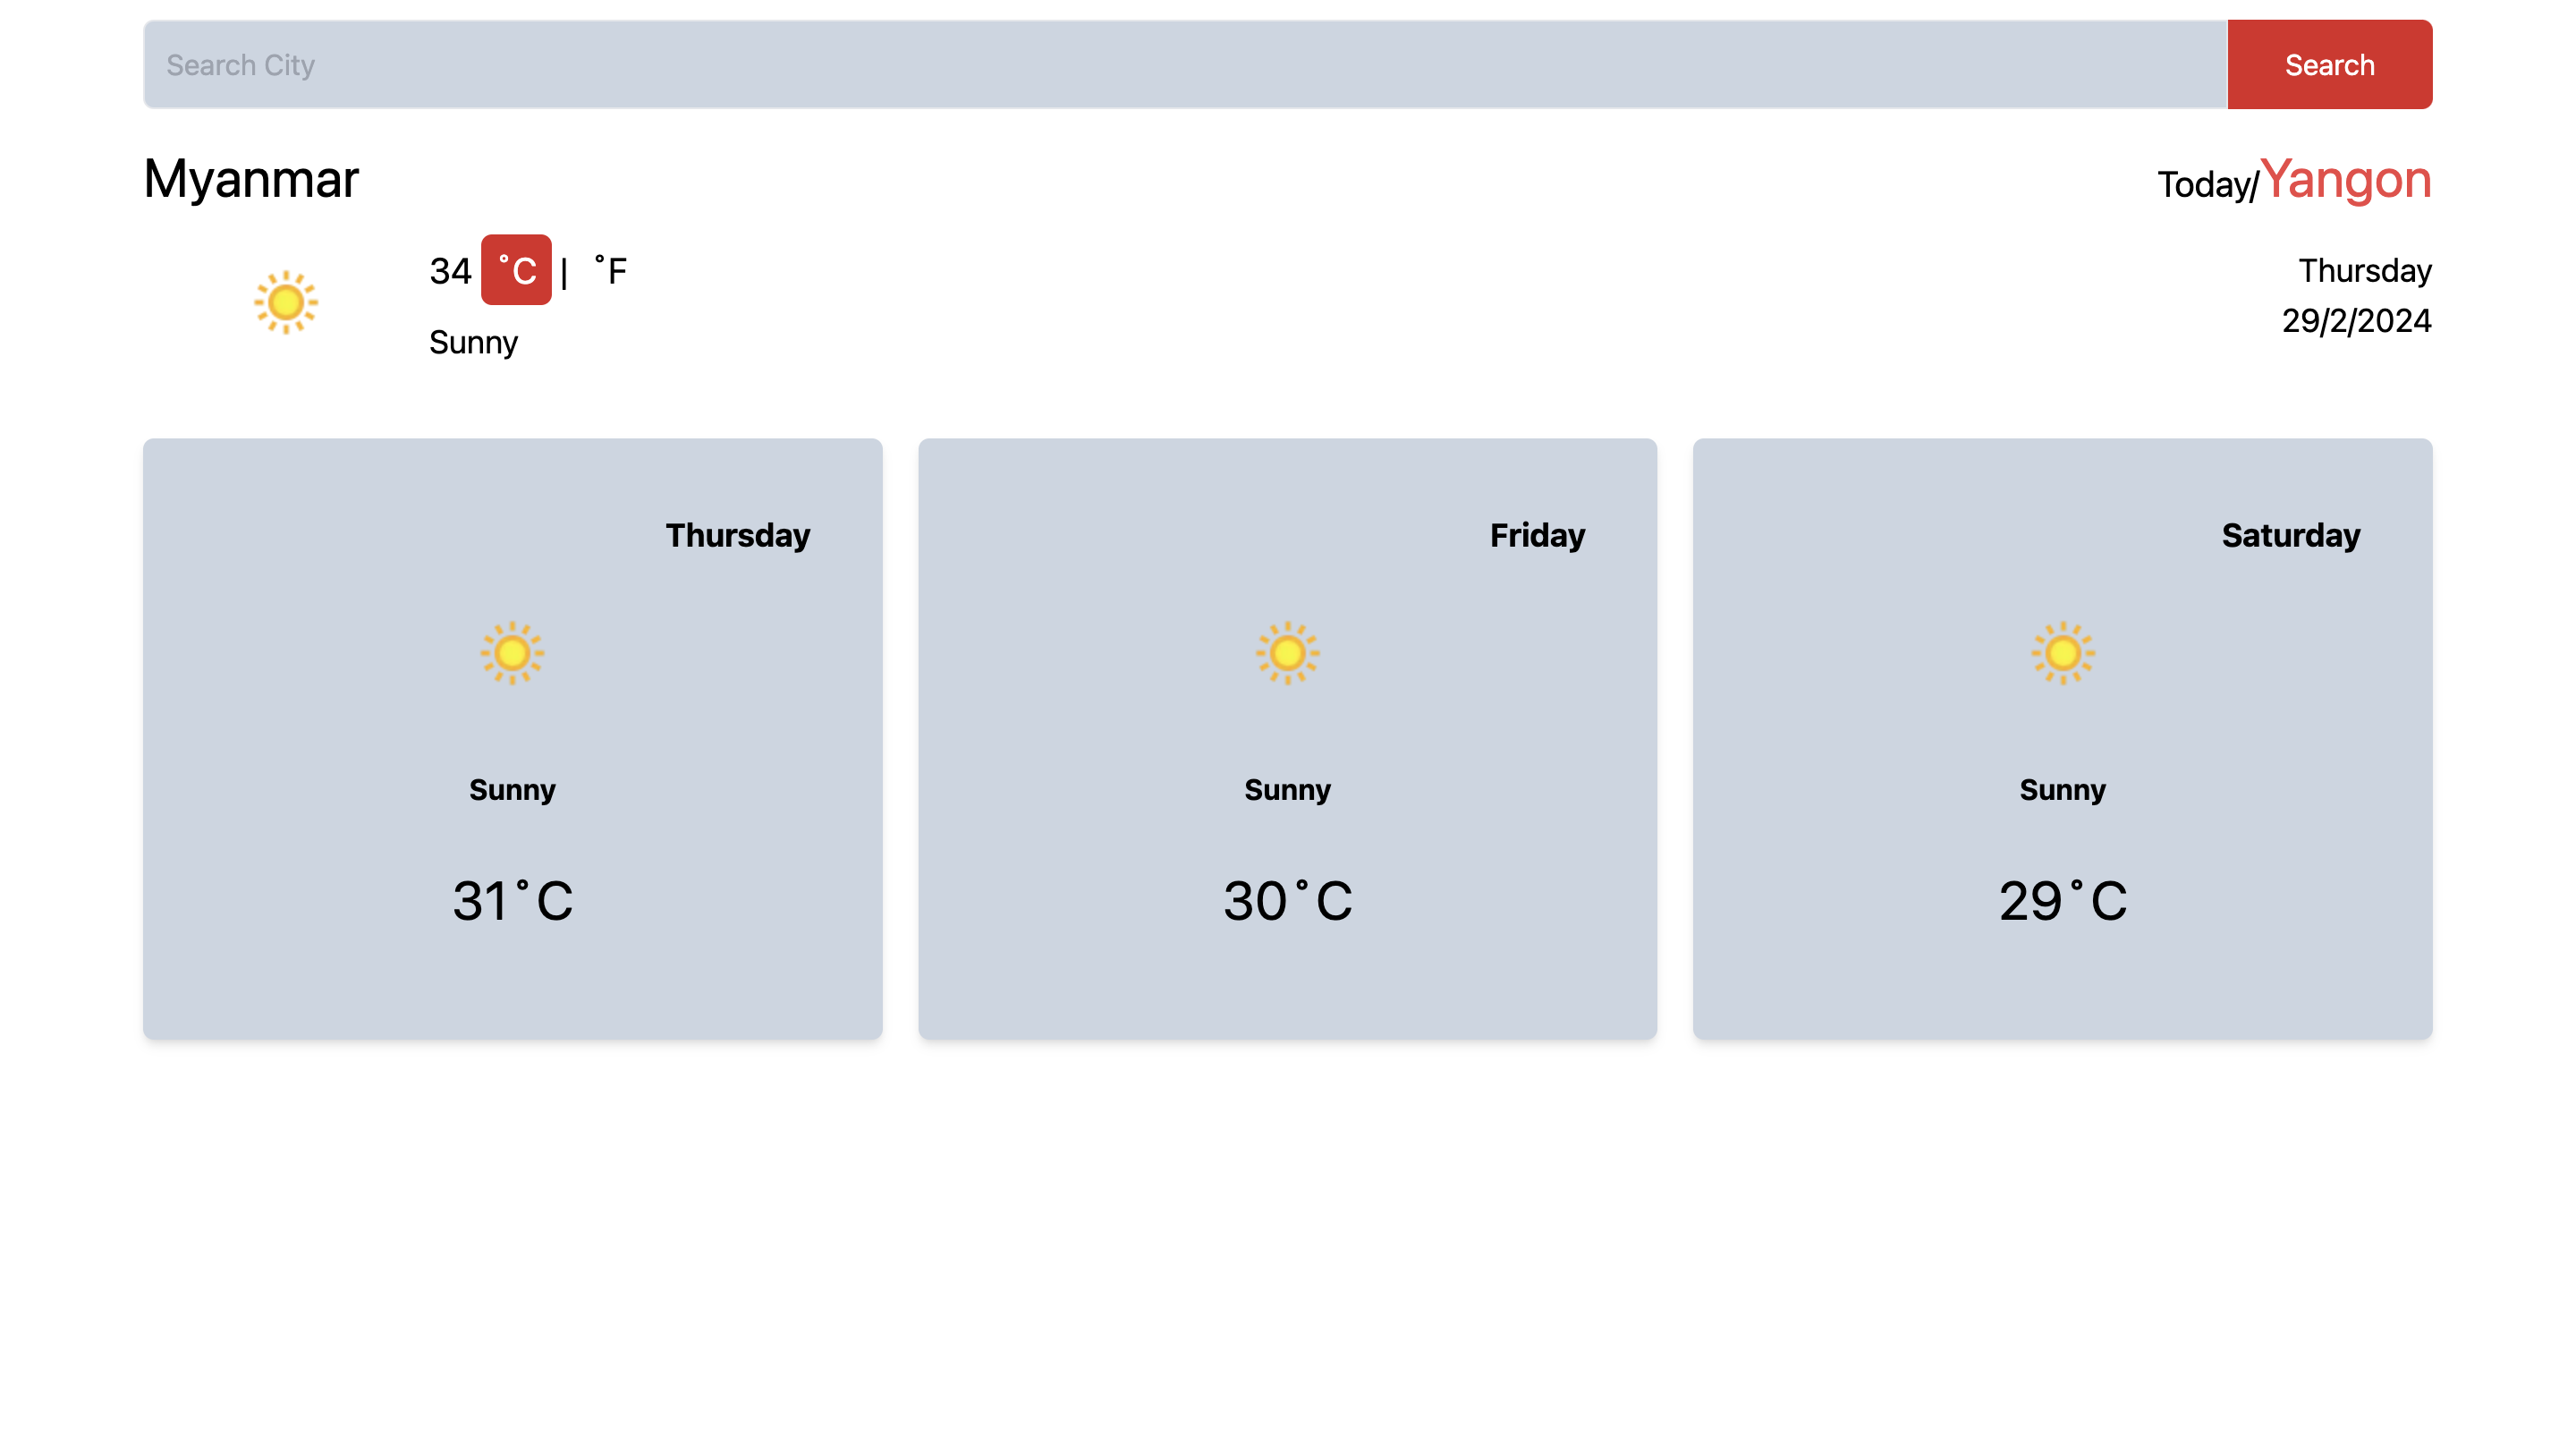 Search City
Search
Myanmar
Today/Yangon
34 °C | °F
Sunny
Thursday
29/2/2024
Thursday
Sunny
31°C
Friday
Sunny
30°C
Saturday
Sunny
29°C